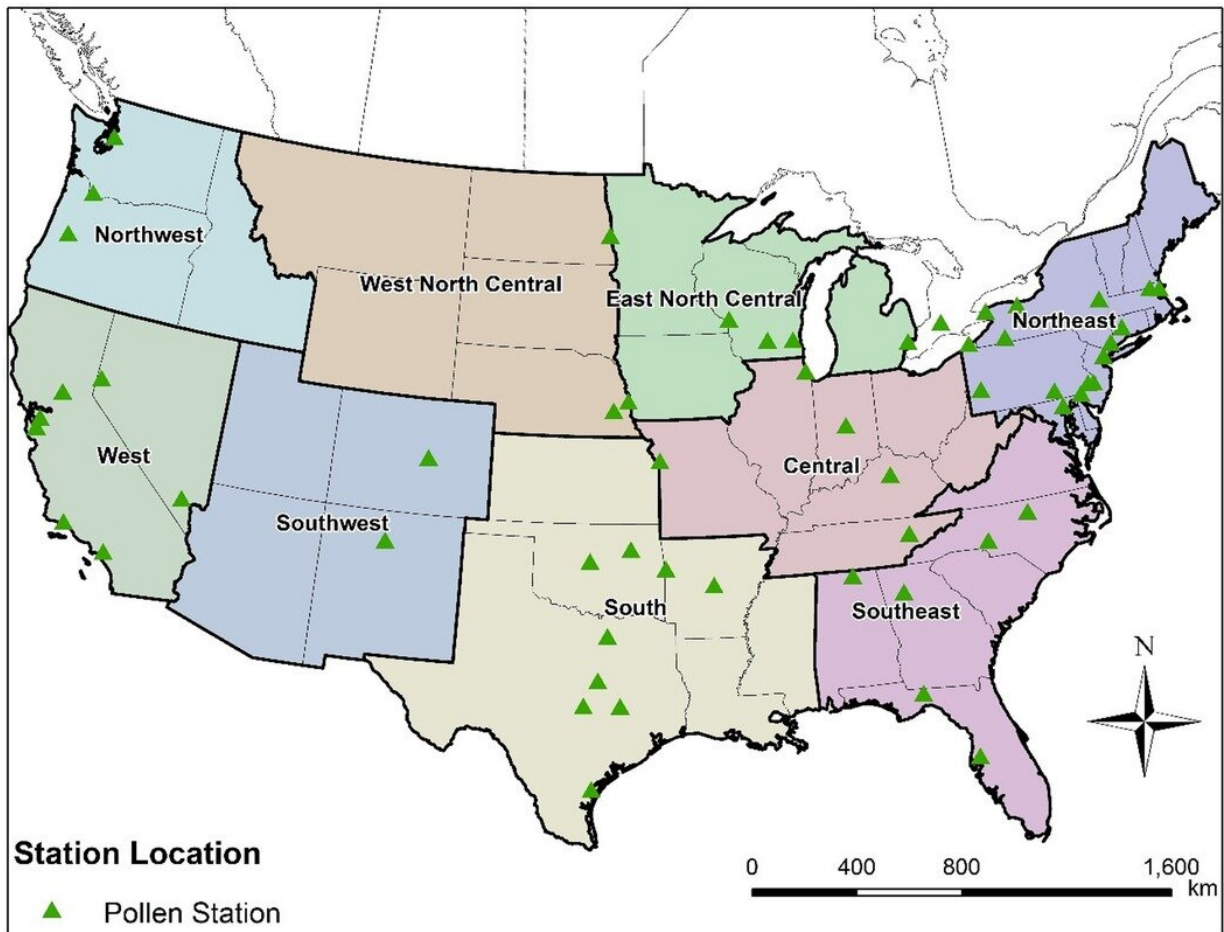 Northwest
West North Central
East North Central
Northeast
West
Central
Southwest
South
Southeast
N
Station Location
Pollen Station
0 400 800 1,600
km